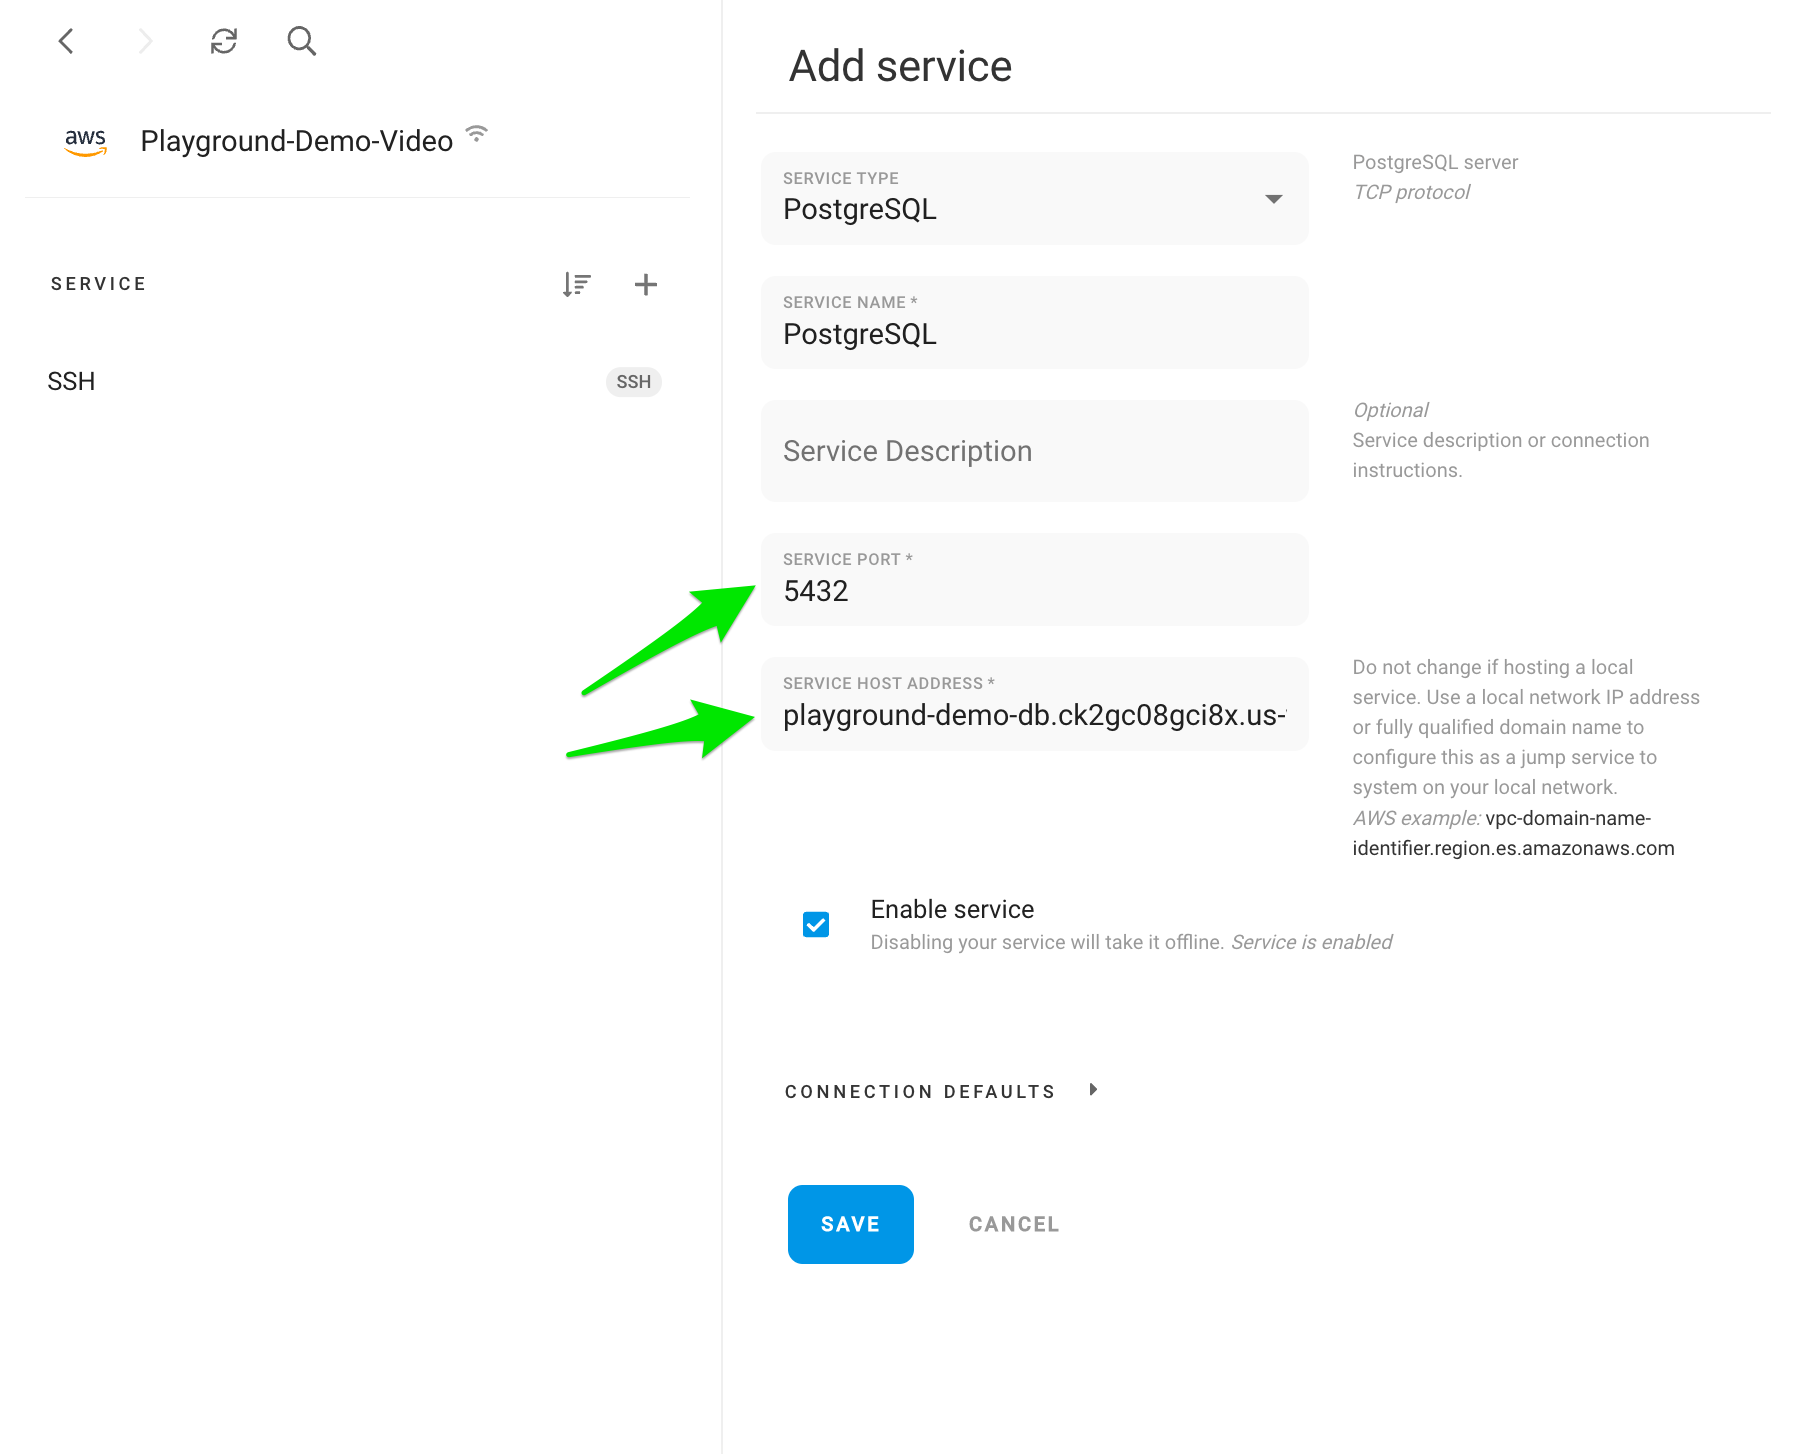 aws
Playground-Demo-Video
SERVICE
SSH
SSH
Add service
SERVICE TYPE
PostgreSQL
PostgreSQL server
TCP protocol
SERVICE NAME *
PostgreSQL
Service Description
Optional
Service description or connection
instructions.
SERVICE PORT *
5432
SERVICE HOST ADDRESS *
playground-demo-db.ck2gc08gci8x.us-
Do not change if hosting a local
service. Use a local network IP address
or fully qualified domain name to
configure this as a jump service to
system on your local network.
AWS example: vpc-domain-name-
identifier.region.es.amazonaws.com
Enable service
Disabling your service will take it offline. Service is enabled
CONNECTION DEFAULTS
SAVE
CANCEL